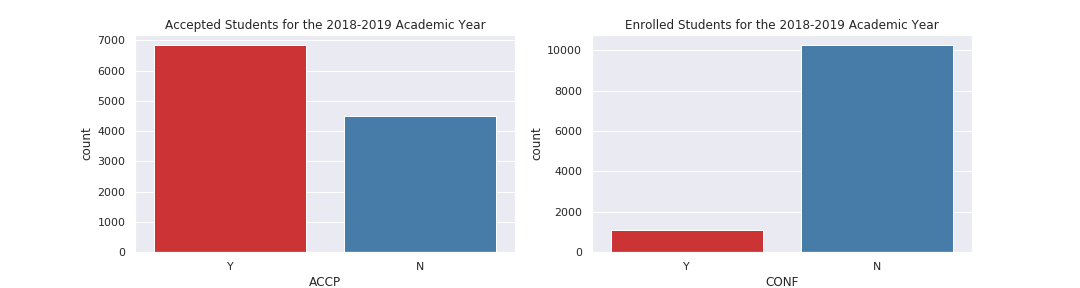 Accepted Students for the 2018-2019 Academic Year
7000
6000
5000
4000
3000
2000
1000
0
count
Y
N
ACCP
Enrolled Students for the 2018-2019 Academic Year
10000
8000
6000
4000
2000
0
count
Y
N
CONF